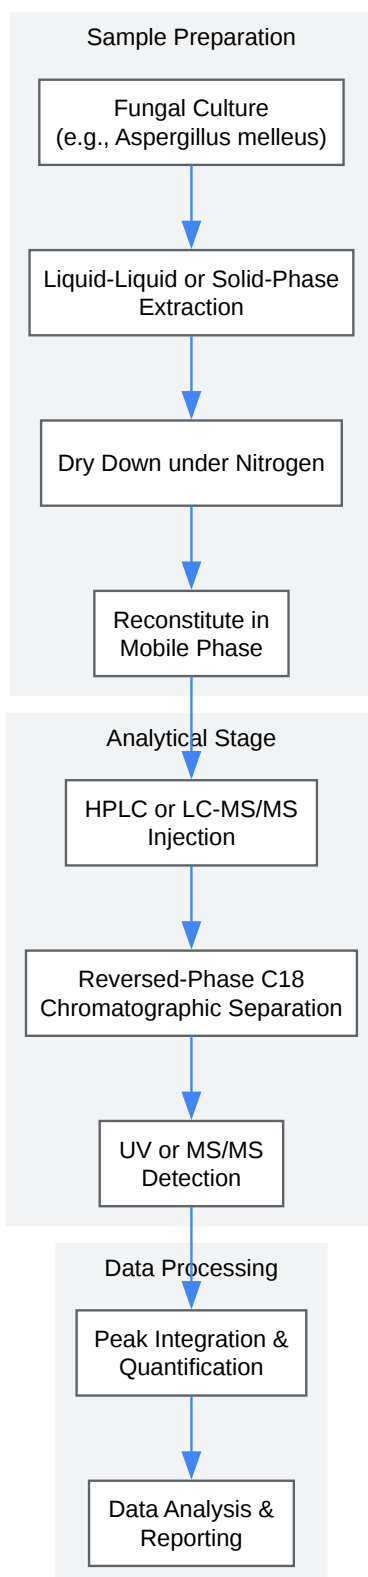 Sample Preparation
Fungal Culture
(e.g., Aspergillus melleus)
Liquid-Liquid or Solid-Phase
Extraction
Dry Down under Nitrogen
Reconstitute in
Mobile Phase
Analytical Stage
HPLC or LC-MS/MS
Injection
Reversed-Phase C18
Chromatographic Separation
UV or MS/MS
Detection
Data Processing
Peak Integration &
Quantification
Data Analysis &
Reporting